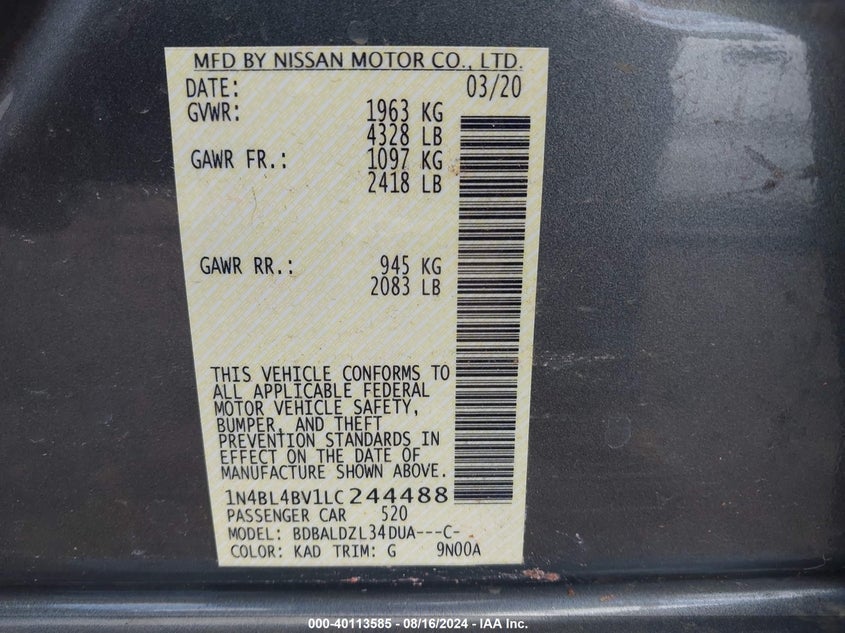 MFD BY NISSAN MOTOR CO., LTD.
DATE: 03/20
GVWR: 1963 KG
4328 LB
GAWR FR.: 1097 KG
2418 LB
GAWR RR.: 945 KG
2083 LB
THIS VEHICLE CONFORMS TO
ALL APPLICABLE FEDERAL
MOTOR VEHICLE SAFETY,
BUMPER, AND THEFT
PREVENTION STANDARDS IN
EFFECT ON THE DATE OF
MANUFACTURE SHOWN ABOVE.
1N4BL4BV1LC244488
PASSENGER CAR 520
MODEL: BDBALDZL34DUA---C-
COLOR: KAD TRIM: G 9N00A
000-40113585 - 08/16/2024 - IAA Inc.